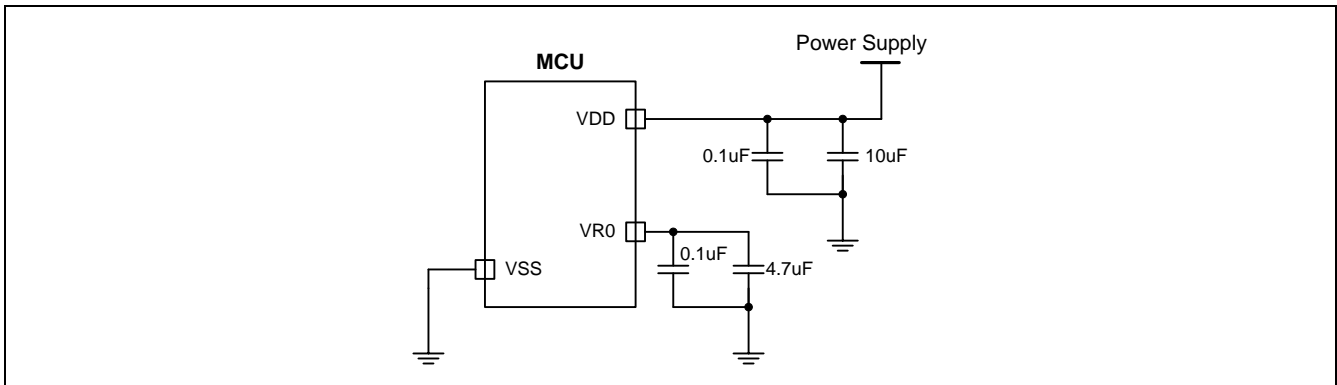 Power Supply
MCU
VDD
0.1uF
10uF
VR0
0.1uF
4.7uF
VSS